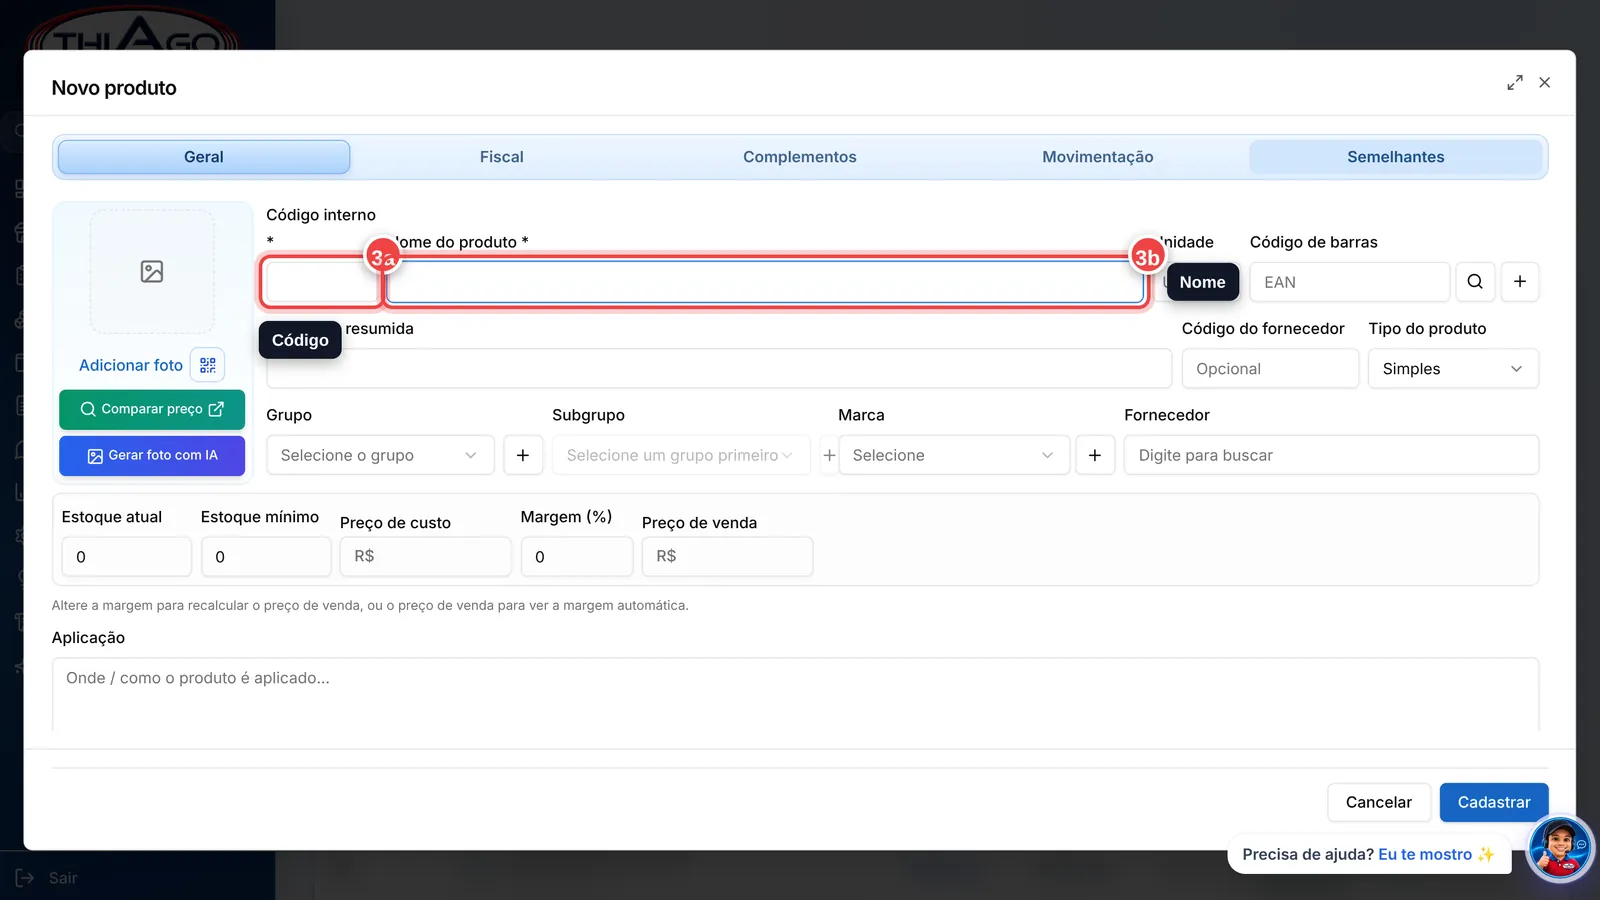 THIAGO
Novo produto
Geral
Fiscal
Complementos
Movimentação
Semelhantes
Código interno
*
Nome do produto *
Unidade
Código de barras
3a
3b
Nome
EAN
Código
resumida
Código do fornecedor
Tipo do produto
Opcional
Simples
Adicionar foto
Comparar preço
Gerar foto com IA
Grupo
Subgrupo
Marca
Fornecedor
Selecione o grupo
Selecione um grupo primeiro
Selecione
Digite para buscar
Estoque atual
Estoque mínimo
Preço de custo
Margem (%)
Preço de venda
0
0
R$
0
R$
Altere a margem para recalcular o preço de venda, ou o preço de venda para ver a margem automática.
Aplicação
Onde / como o produto é aplicado...
Cancelar
Cadastrar
Precisa de ajuda? Eu te mostro ✨
Sair